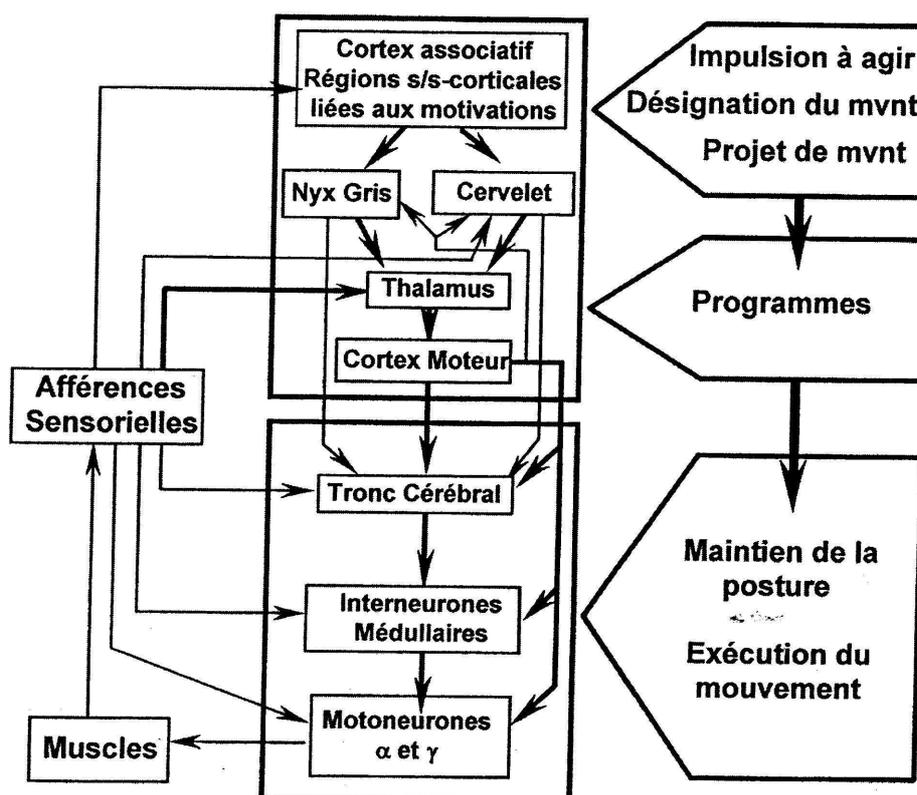 Cortex associatif
Régions s/s-corticales
liées aux motivations
Nyx Gris
Cervelet
Thalamus
Cortex Moteur
Afférences
Sensorielles
Tronc Cérébral
Interneurones
Médullaires
Motoneurones
α et γ
Muscles
Impulsion à agir
Désignation du mvnt
Projet de mvnt
Programmes
Maintien de la
posture
Exécution du
mouvement